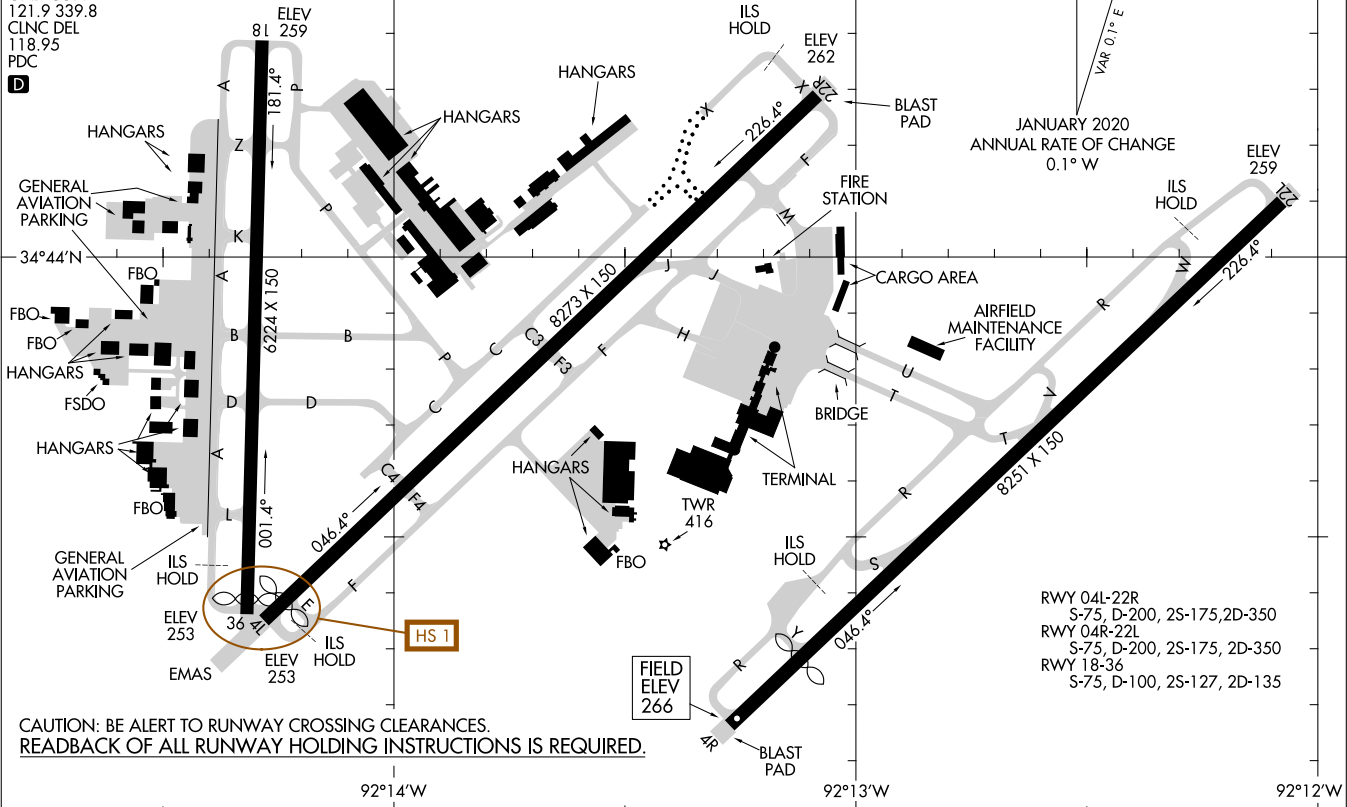 121.9 339.8
CLNC DEL
118.95
PDC
D
18
ELEV
259
ILS
HOLD
ELEV
262
VAR 0.1° E
JANUARY 2020
ANNUAL RATE OF CHANGE
0.1° W
A
181.4°
P
HANGARS
HANGARS
HANGARS
X
X
22R
226.4°
BLAST
PAD
ELEV
259
Z
F
GENERAL
AVIATION
PARKING
P
W
FIRE
STATION
ILS
HOLD
22L
K
34°44'N
A
FBO
J
J
CARGO AREA
W
226.4°
6224 X 150
8273 X 150
R
FBO
FBO
B
B
P
C
C3
F3
F
H
AIRFIELD
MAINTENANCE
FACILITY
HANGARS
FSDO
D
D
C
U
T
BRIDGE
V
T
HANGARS
A
C4
F4
HANGARS
TERMINAL
8251 X 150
R
FBO
L
001.4°
046.4°
TWR
416
GENERAL
AVIATION
PARKING
ILS
HOLD
F
FBO
ILS
HOLD
S
E
ELEV
253
36
4L
HS 1
ILS
HOLD
ELEV
253
EMAS
Y
R
046.4°
RWY 04L-22R
S-75, D-200, 2S-175,2D-350
RWY 04R-22L
S-75, D-200, 2S-175, 2D-350
RWY 18-36
S-75, D-100, 2S-127, 2D-135
FIELD
ELEV
266
4R
BLAST
PAD
CAUTION: BE ALERT TO RUNWAY CROSSING CLEARANCES.
READBACK OF ALL RUNWAY HOLDING INSTRUCTIONS IS REQUIRED.
92°14'W
92°13'W
92°12'W